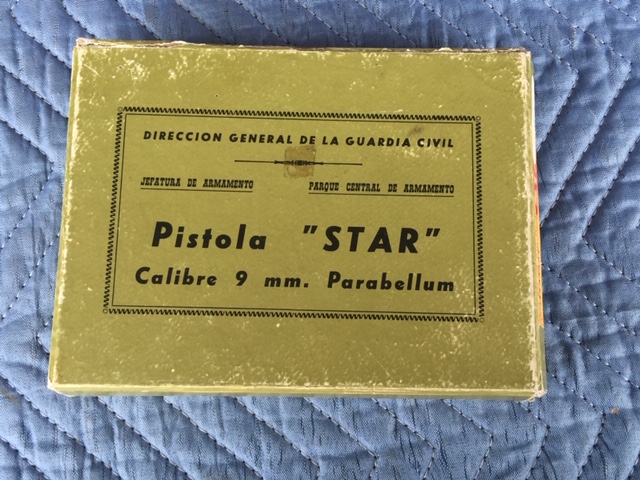 DIRECCION GENERAL DE LA GUARDIA CIVIL
JEFATURA DE ARMAMENTO PARQUE CENTRAL DE ARMAMENTO
Pistola "STAR"
Calibre 9 mm. Parabellum